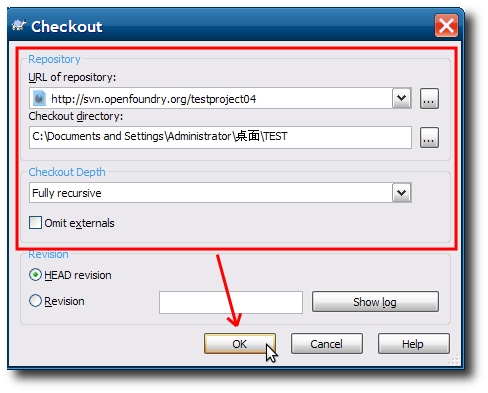 Checkout
Repository
URL of repository:
http://svn.openfoundry.org/testproject04
...
Checkout directory:
C:\Documents and Settings\Administrator\桌面\TEST
...
Checkout Depth
Fully recursive
Omit externals
Revision
HEAD revision
Revision
Show log
OK
Cancel
Help